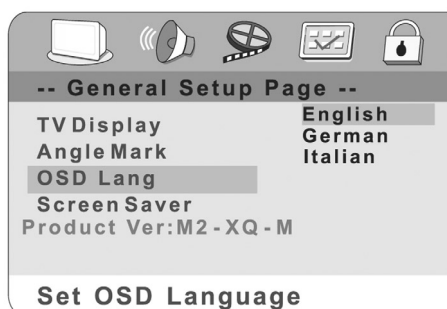 -- General Setup Page --
TV Display
Angle Mark
OSD Lang
Screen Saver
Product Ver:M2-XQ-M
English
German
Italian
Set OSD Language